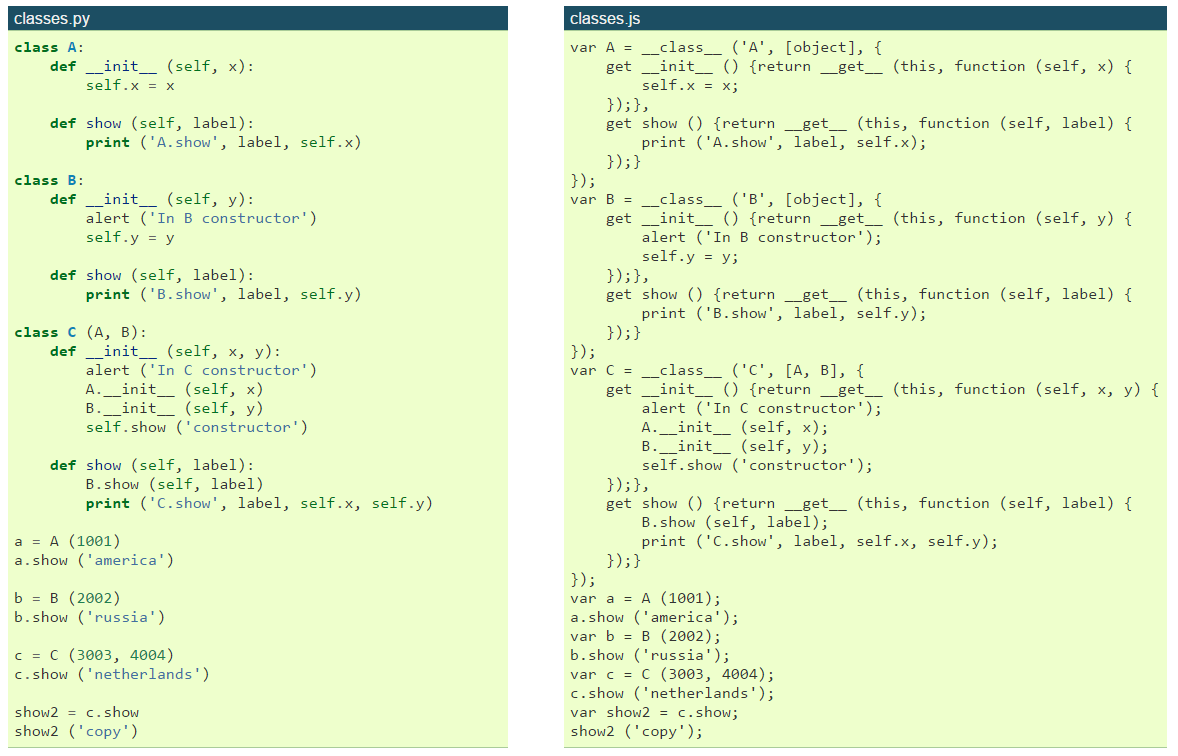 classes.py
class A:
    def __init__ (self, x):
        self.x = x

    def show (self, label):
        print ('A.show', label, self.x)

class B:
    def __init__ (self, y):
        alert ('In B constructor')
        self.y = y

    def show (self, label):
        print ('B.show', label, self.y)

class C (A, B):
    def __init__ (self, x, y):
        alert ('In C constructor')
        A.__init__ (self, x)
        B.__init__ (self, y)
        self.show ('constructor')

    def show (self, label):
        B.show (self, label)
        print ('C.show', label, self.x, self.y)

a = A (1001)
a.show ('america')

b = B (2002)
b.show ('russia')

c = C (3003, 4004)
c.show ('netherlands')

show2 = c.show
show2 ('copy')
classes.js
var A = __class__ ('A', [object], {
    get __init__ () {return __get__ (this, function (self, x) {
        self.x = x;
    });},
    get show () {return __get__ (this, function (self, label) {
        print ('A.show', label, self.x);
    });}
});
var B = __class__ ('B', [object], {
    get __init__ () {return __get__ (this, function (self, y) {
        alert ('In B constructor');
        self.y = y;
    });},
    get show () {return __get__ (this, function (self, label) {
        print ('B.show', label, self.y);
    });}
});
var C = __class__ ('C', [A, B], {
    get __init__ () {return __get__ (this, function (self, x, y) {
        alert ('In C constructor');
        A.__init__ (self, x);
        B.__init__ (self, y);
        self.show ('constructor');
    });},
    get show () {return __get__ (this, function (self, label) {
        B.show (self, label);
        print ('C.show', label, self.x, self.y);
    });}
});
var a = A (1001);
a.show ('america');
var b = B (2002);
b.show ('russia');
var c = C (3003, 4004);
c.show ('netherlands');
var show2 = c.show;
show2 ('copy');